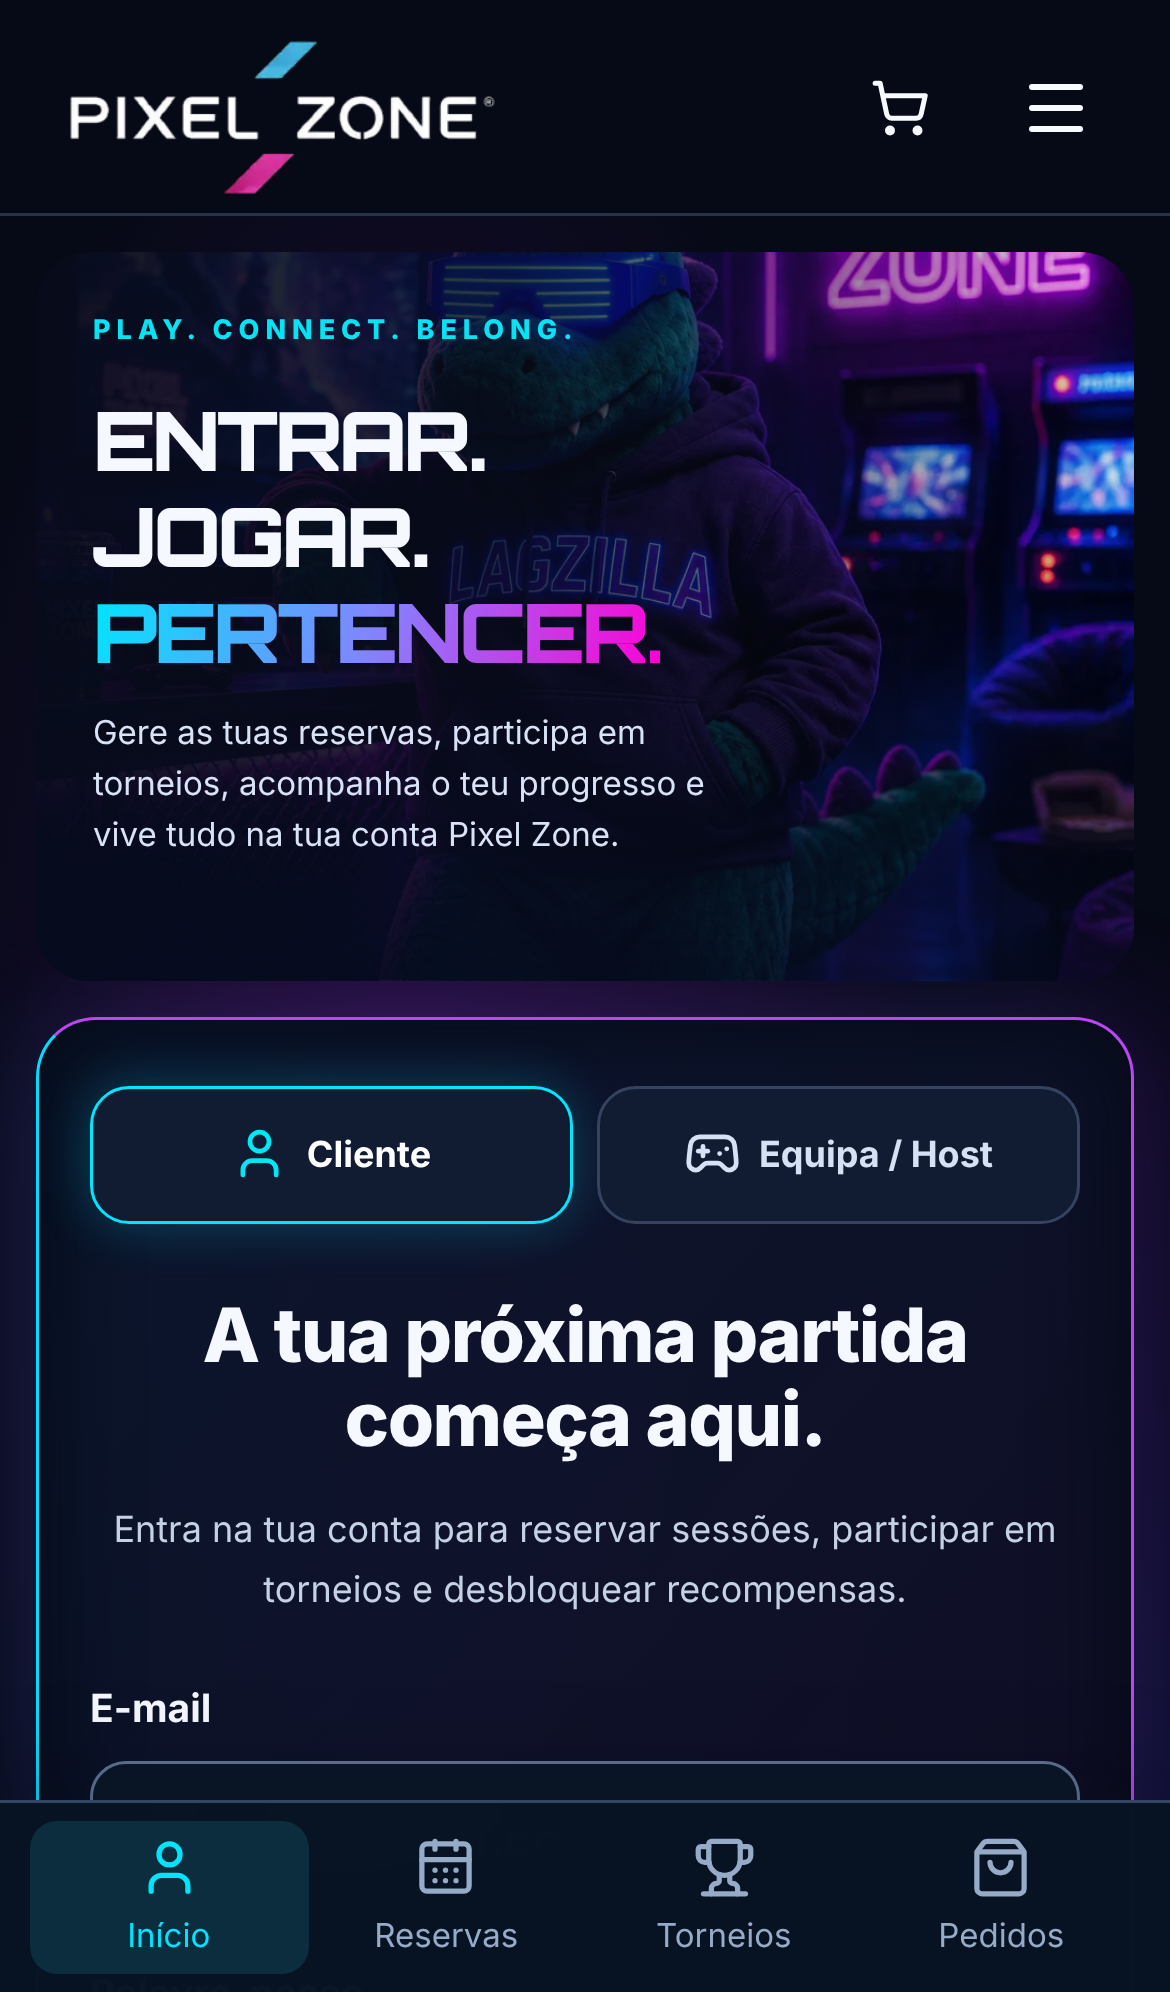 PIXEL ZONE®
ZONE
PLAY. CONNECT. BELONG.
ENTRAR.
JOGAR.
LAGZILLA
PERTENCER.
Gere as tuas reservas, participa em
torneios, acompanha o teu progresso e
vive tudo na tua conta Pixel Zone.
Cliente
Equipa / Host
A tua próxima partida
começa aqui.
Entra na tua conta para reservar sessões, participar em
torneios e desbloquear recompensas.
E-mail
Início
Reservas
Torneios
Pedidos